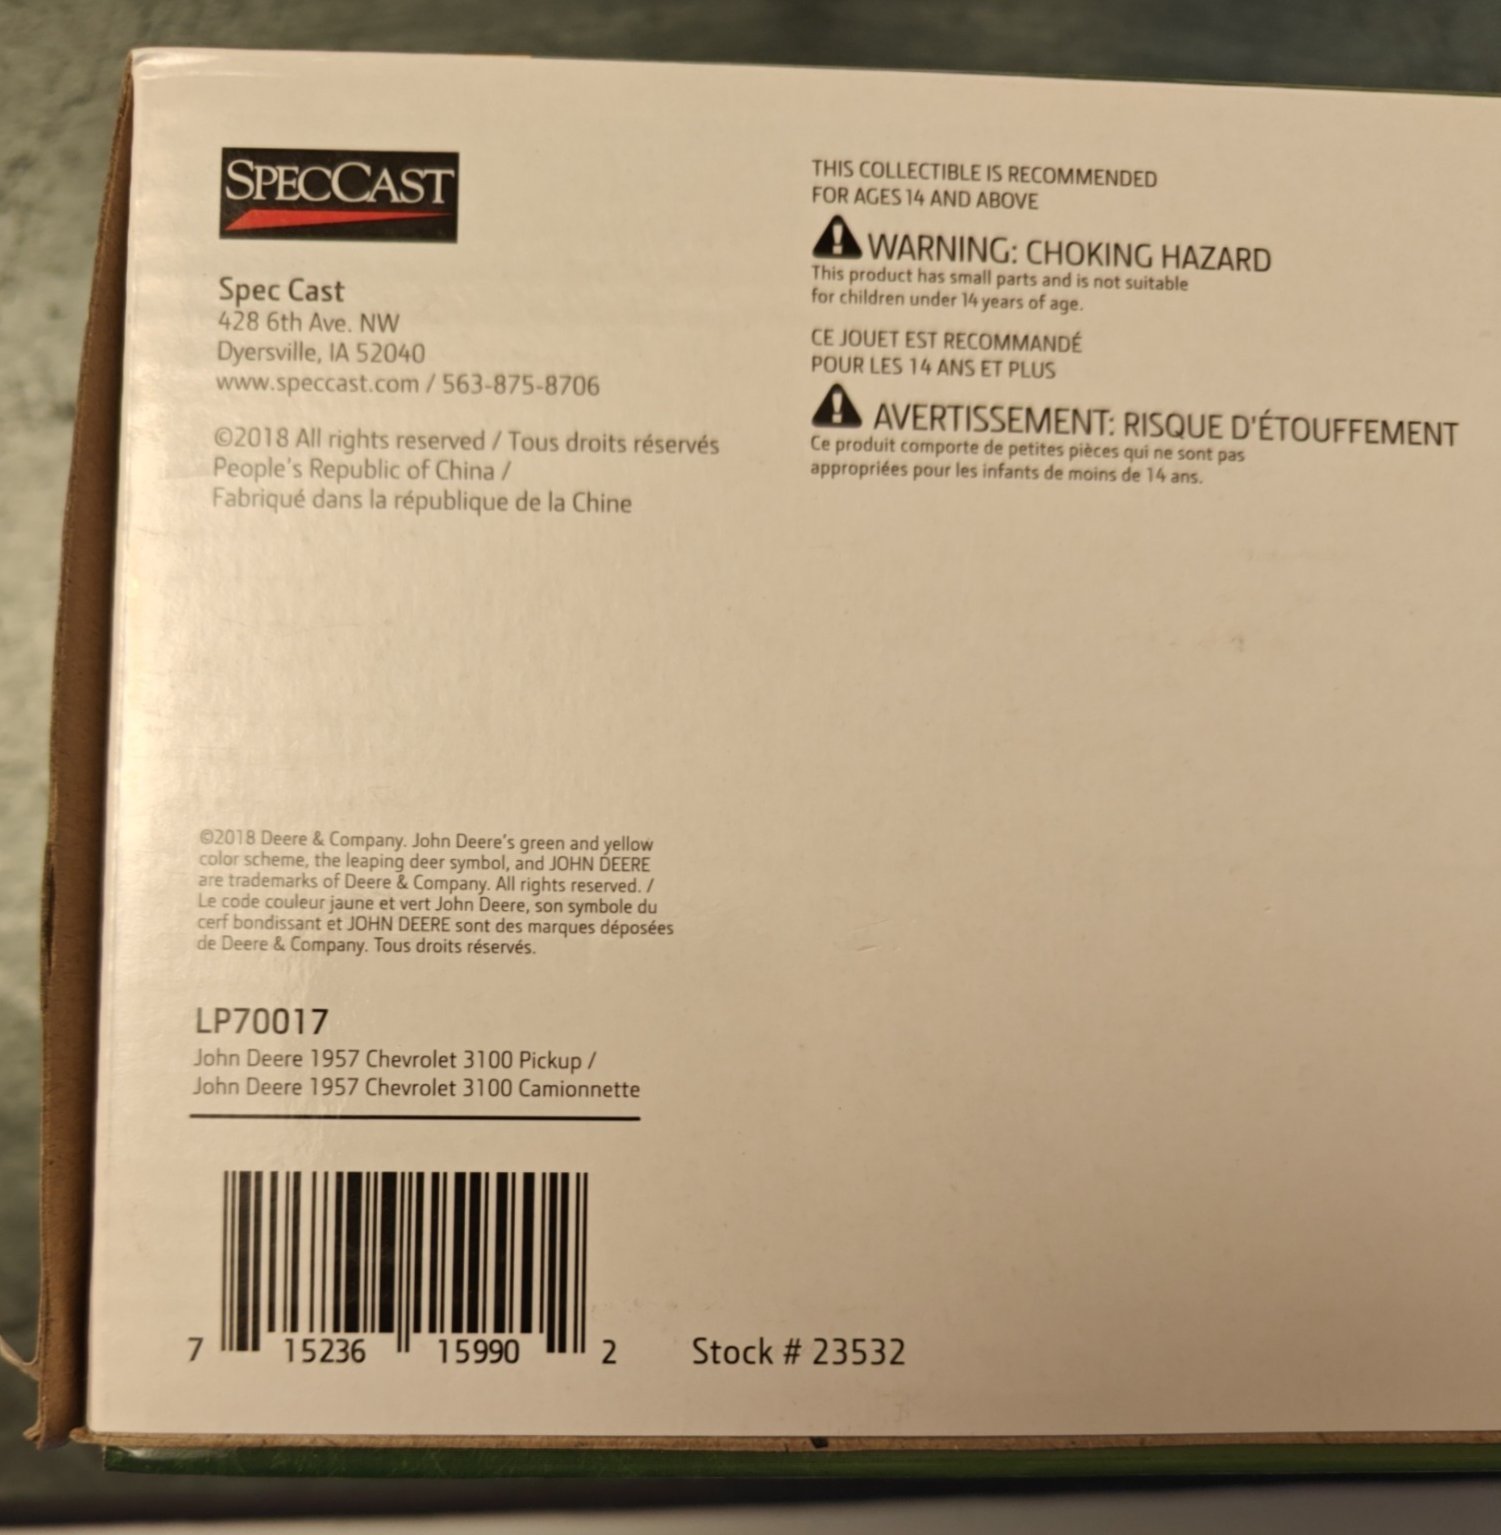 SPECCAST
Spec Cast
428 6th Ave. NW
Dyersville, IA 52040
www.speccast.com / 563-875-8706
©2018 All rights reserved / Tous droits réservés
People's Republic of China /
Fabriqué dans la république de la Chine
THIS COLLECTIBLE IS RECOMMENDED
FOR AGES 14 AND ABOVE
WARNING: CHOKING HAZARD
This product has small parts and is not suitable
for children under 14 years of age.
CE JOUET EST RECOMMANDÉ
POUR LES 14 ANS ET PLUS
AVERTISSEMENT: RISQUE D'ÉTOUFFEMENT
Ce produit comporte de petites pièces qui ne sont pas
appropriées pour les infants de moins de 14 ans.
©2018 Deere & Company. John Deere's green and yellow
color scheme, the leaping deer symbol, and JOHN DEERE
are trademarks of Deere & Company. All rights reserved. /
Le code couleur jaune et vert John Deere, son symbole du
cerf bondissant et JOHN DEERE sont des marques déposées
de Deere & Company. Tous droits réservés.
LP70017
John Deere 1957 Chevrolet 3100 Pickup /
John Deere 1957 Chevrolet 3100 Camionnette
7 15236 15990 2
Stock # 23532